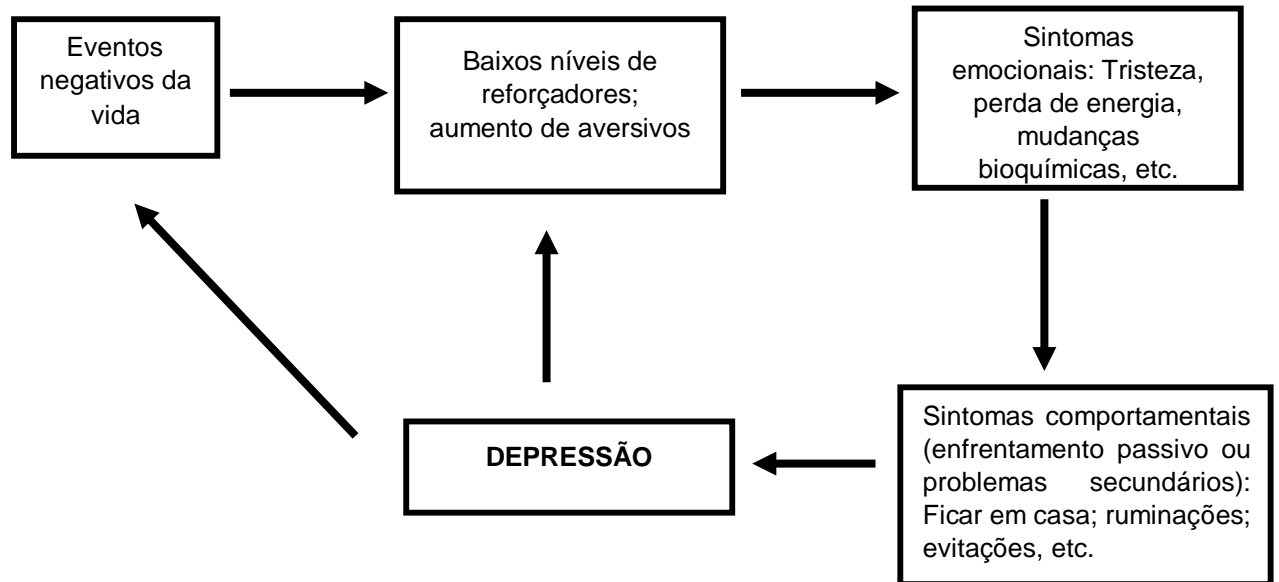 Eventos
negativos da
vida
Baixos níveis de
reforçadores;
aumento de aversivos
Sintomas
emocionais: Tristeza,
perda de energia,
mudanças
bioquímicas, etc.
Sintomas comportamentais
(enfrentamento passivo ou
problemas secundários):
Ficar em casa; ruminações;
evitações, etc.
DEPRESSÃO